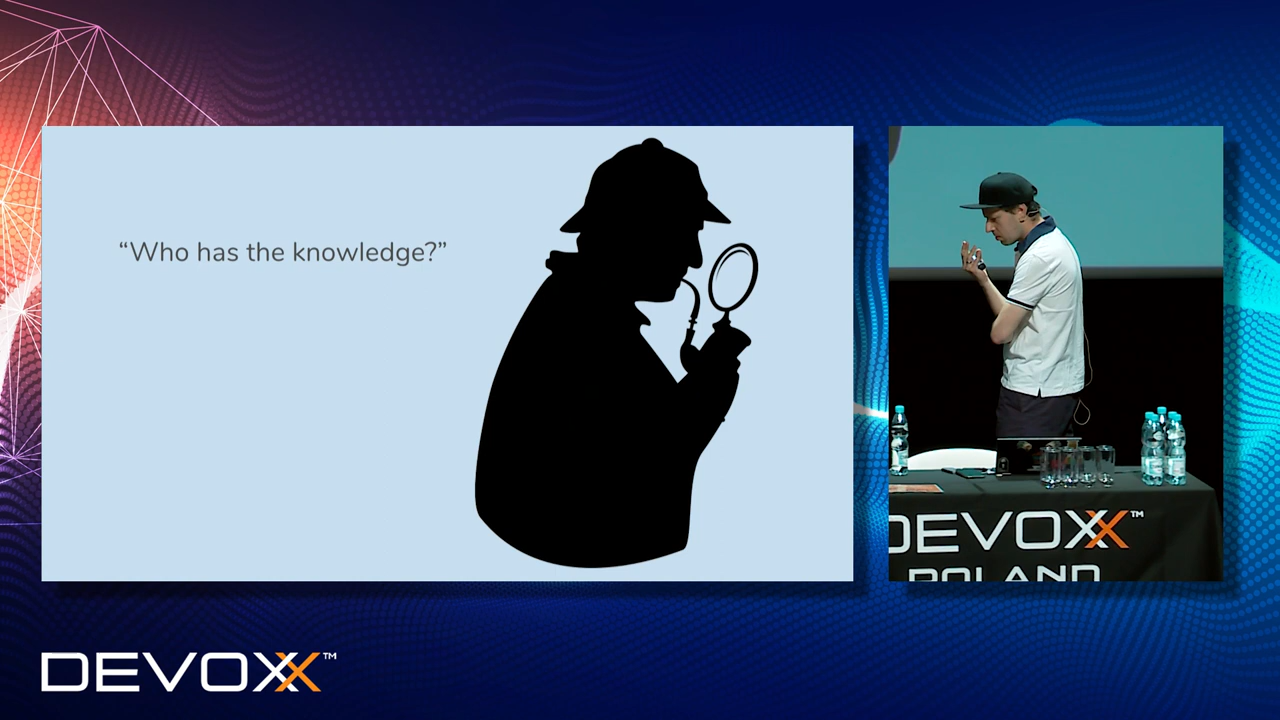 “Who has the knowledge?”
DEVOXX™
POLAND
DEVOXX™